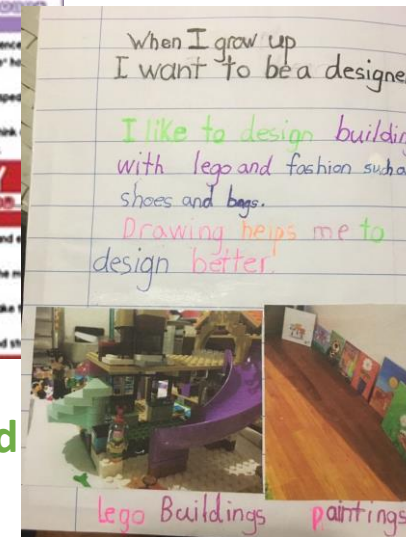 When I grow up
I want to be a designe
I like to design buildin
with lego and fashion such a
shoes and bags.
Drawing helps me to
design better.
lego Buildings paintings